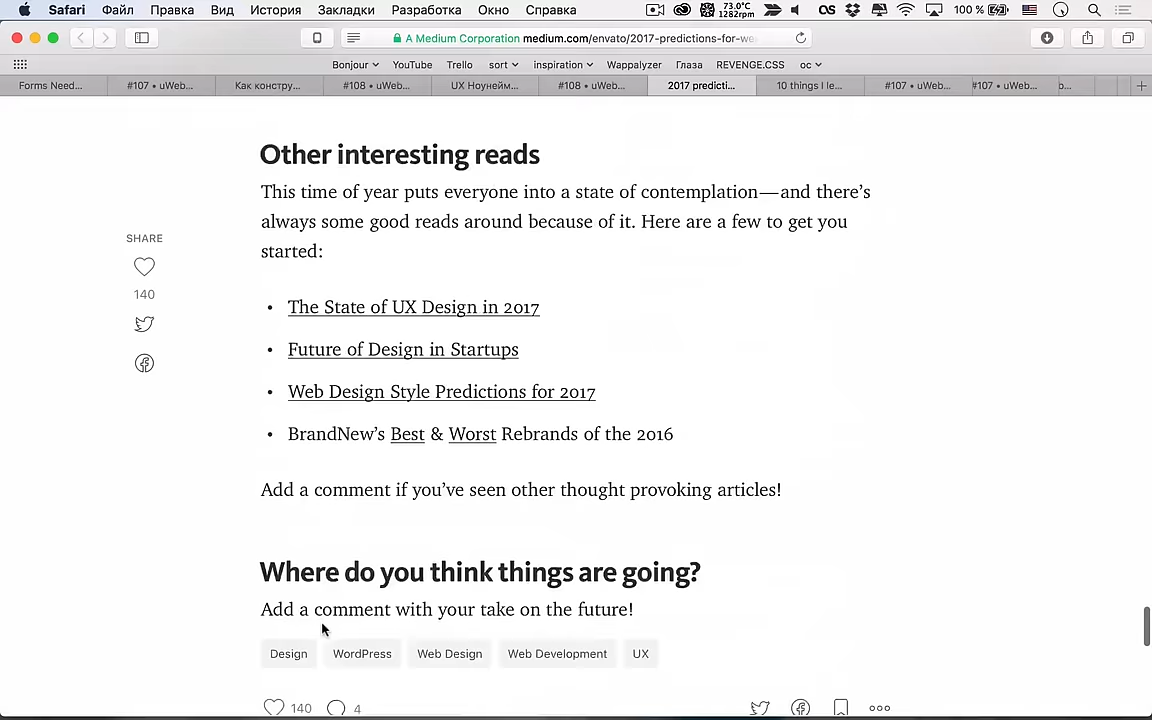 Safari Файл Правка Вид История Закладки Разработка Окно Справка 73.0°C 1282rpm 100 %
A Medium Corporation medium.com/envato/2017-predictions-for-we
Bonjour YouTube Trello sort inspiration Wappalyzer Глаза REVENGE.CSS ос
Forms Need... #107 • uWeb... Как констру... #108 • uWeb... UX Ноунейм... #108 • uWeb... 2017 predicti... 10 things I le... #107 • uWeb... #107 • uWeb... b...
Other interesting reads
This time of year puts everyone into a state of contemplation — and there’s
always some good reads around because of it. Here are a few to get you
started:
SHARE
140
• The State of UX Design in 2017
• Future of Design in Startups
• Web Design Style Predictions for 2017
• BrandNew’s Best & Worst Rebrands of the 2016
Add a comment if you’ve seen other thought provoking articles!
Where do you think things are going?
Add a comment with your take on the future!
Design WordPress Web Design Web Development UX
140 4